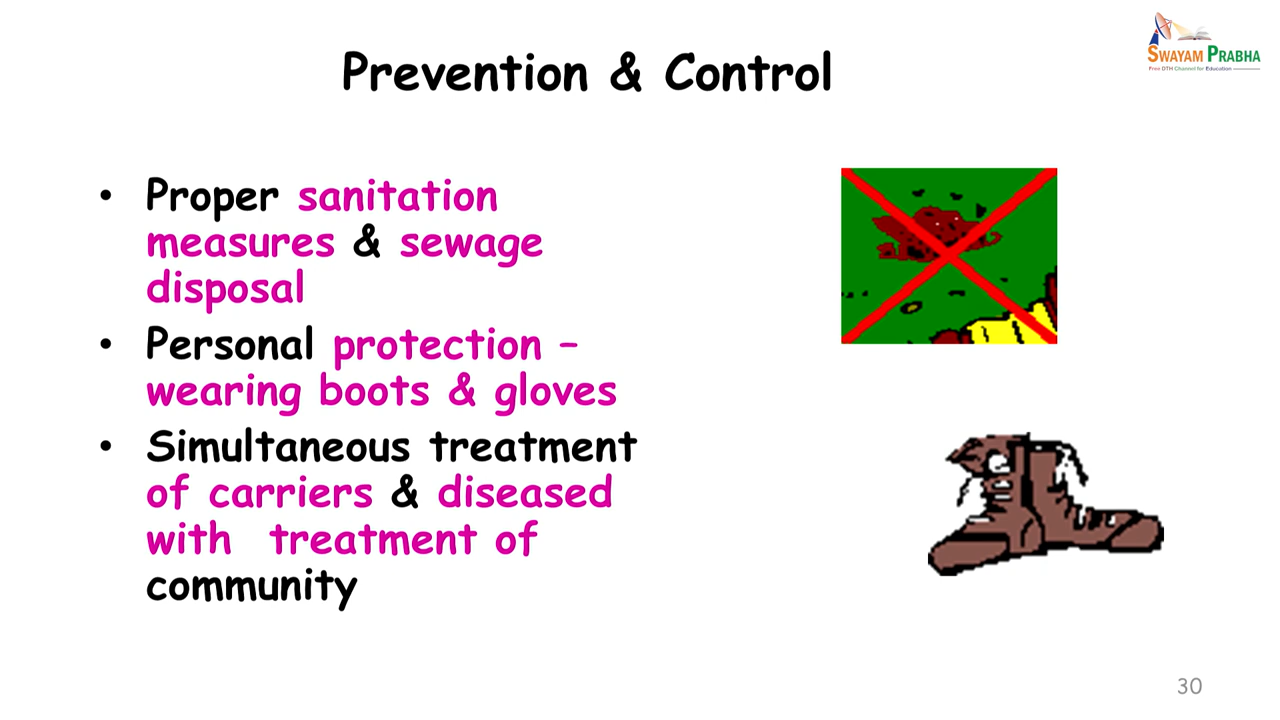 SWAYAM PRABHA
Free DTH Channel for Education
Prevention & Control
• Proper sanitation
measures & sewage
disposal
• Personal protection –
wearing boots & gloves
• Simultaneous treatment
of carriers & diseased
with treatment of
community
30